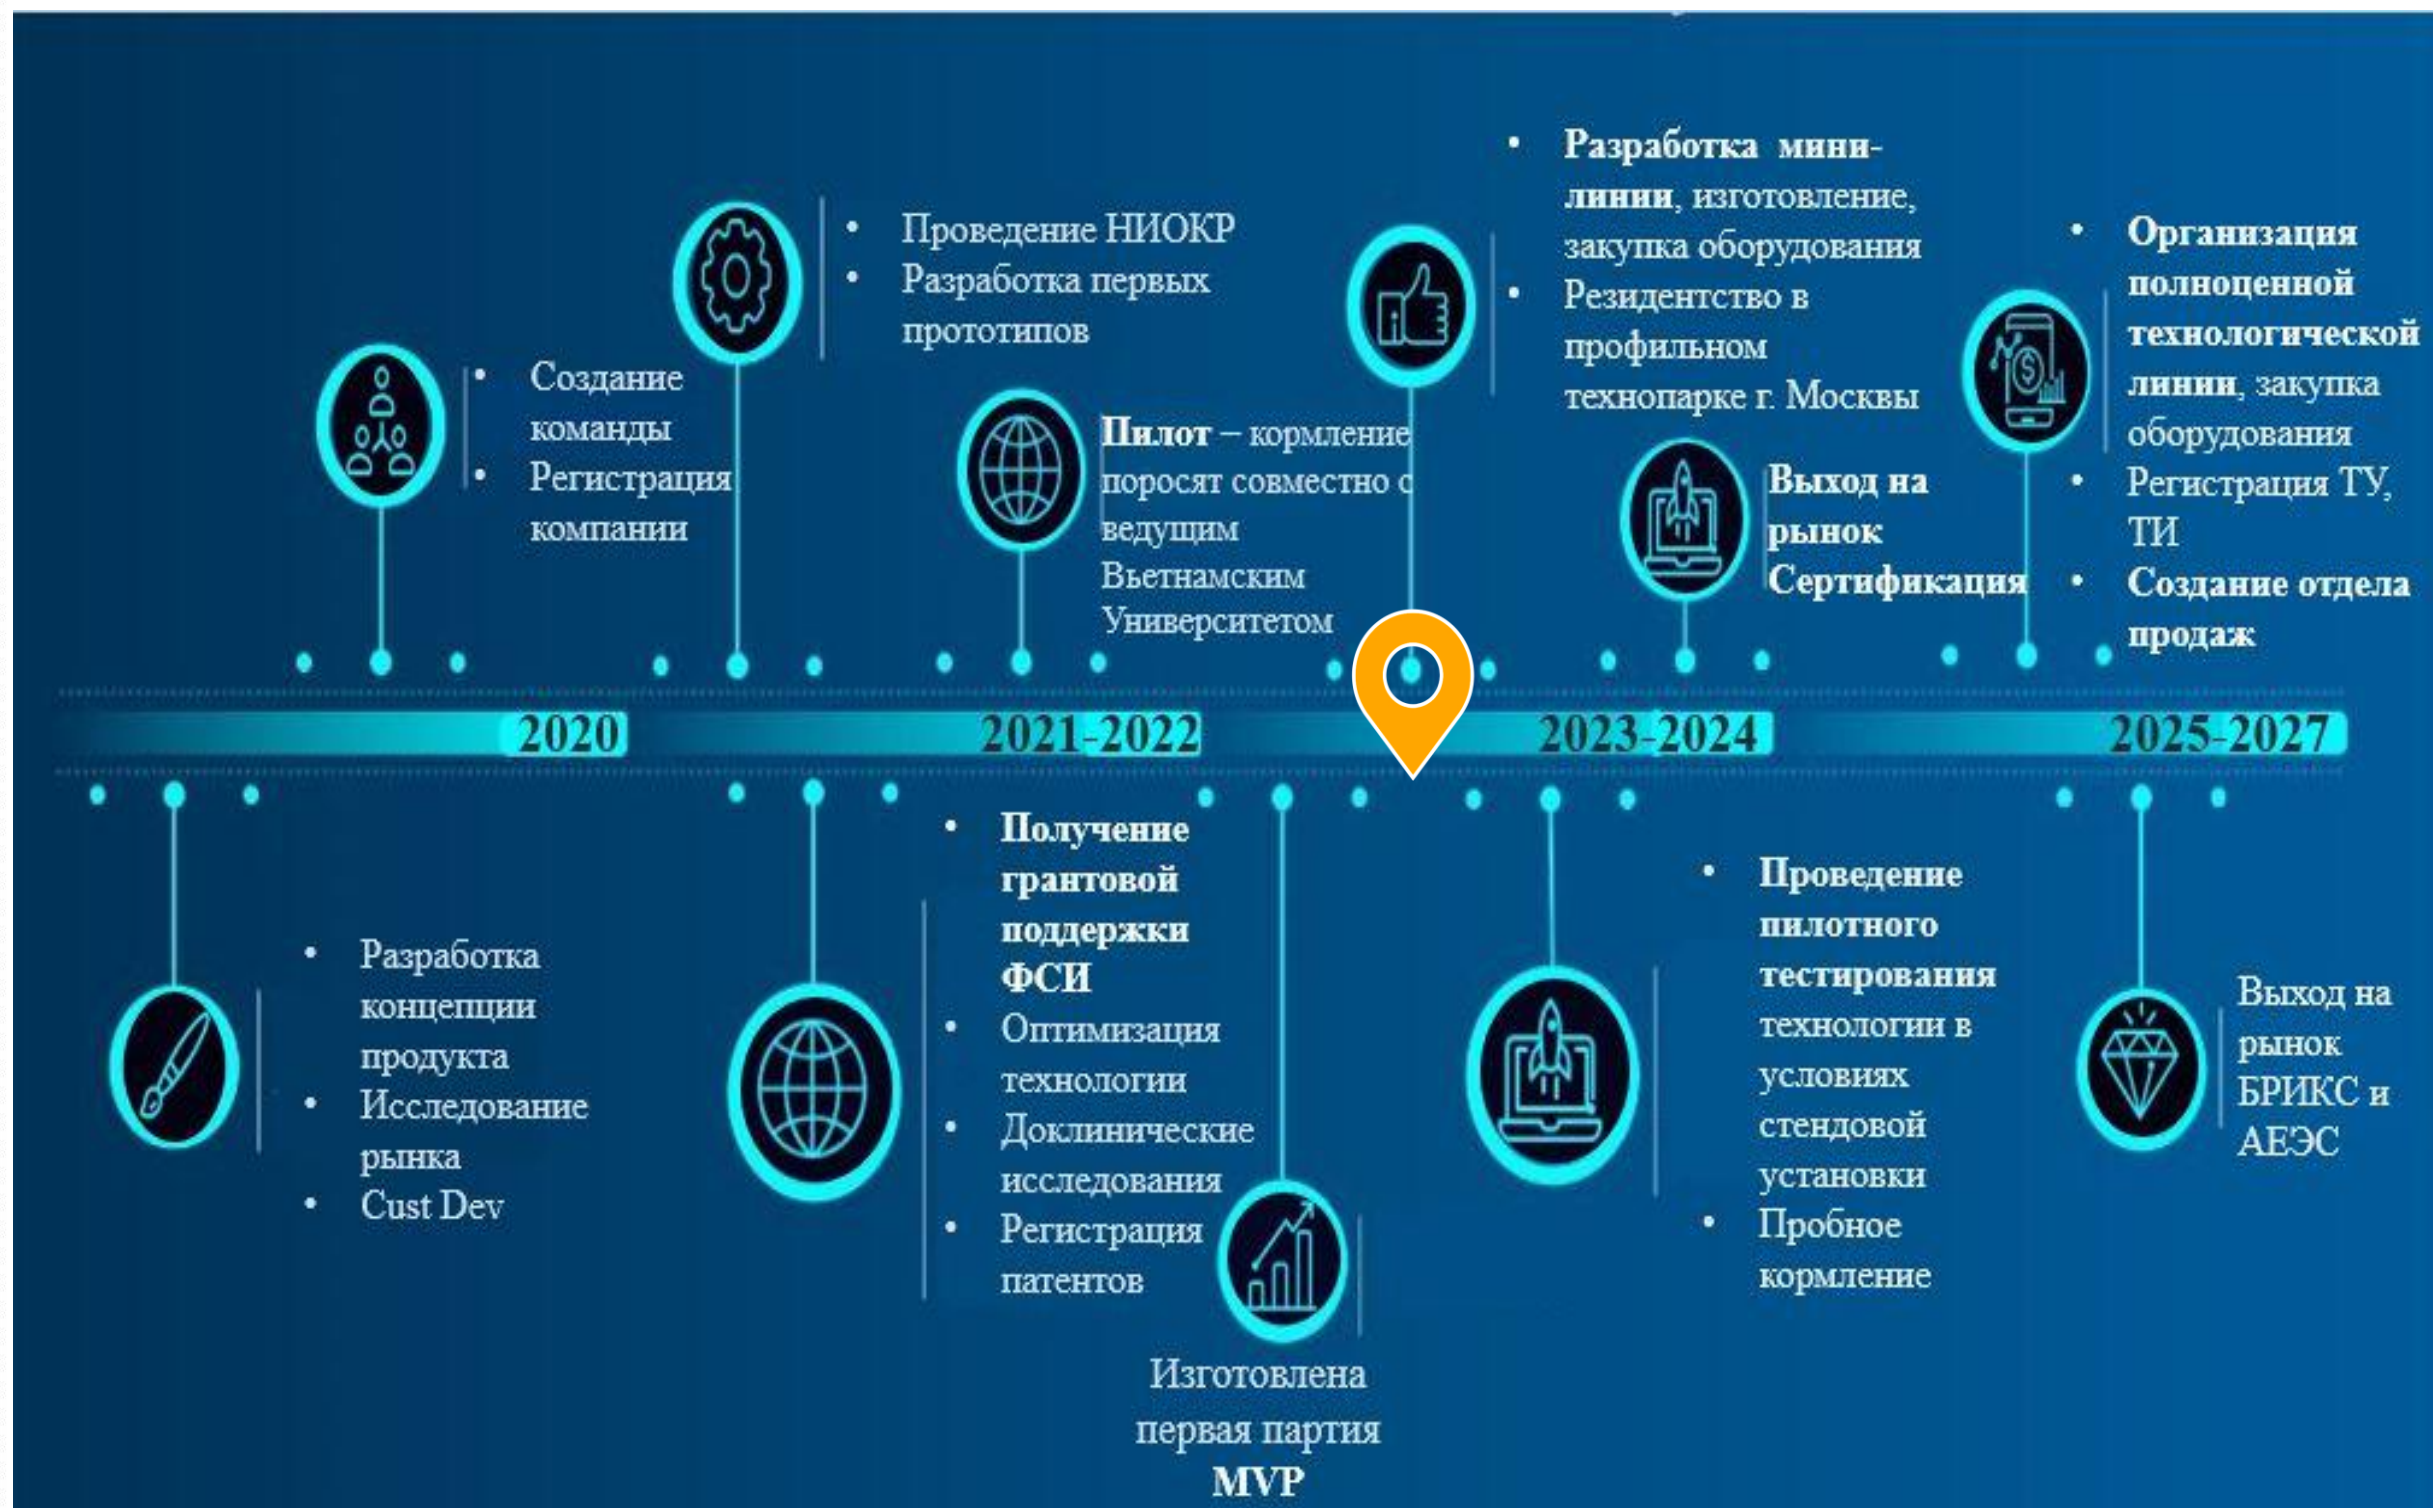 • Создание
команды
• Регистрация
компании
• Проведение НИОКР
• Разработка первых
прототипов
Пилот – кормление
поросят совместно с
ведущим
Вьетнамским
Университетом
• Разработка мини-
линии, изготовление,
закупка оборудования
• Резидентство в
профильном
технопарке г. Москвы
Выход на
рынок
Сертификация
• Организация
полноценной
технологической
линии, закупка
оборудования
• Регистрация ТУ,
ТИ
• Создание отдела
продаж
2020
2021-2022
2023-2024
2025-2027
• Разработка
концепции
продукта
• Исследование
рынка
• Cust Dev
• Получение
грантовой
поддержки
ФСИ
• Оптимизация
технологии
• Доклинические
исследования
• Регистрация
патентов
Изготовлена
первая партия
MVP
• Проведение
пилотного
тестирования
технологии в
условиях
стендовой
установки
• Пробное
кормление
Выход на
рынок
БРИКС и
АЕЭС